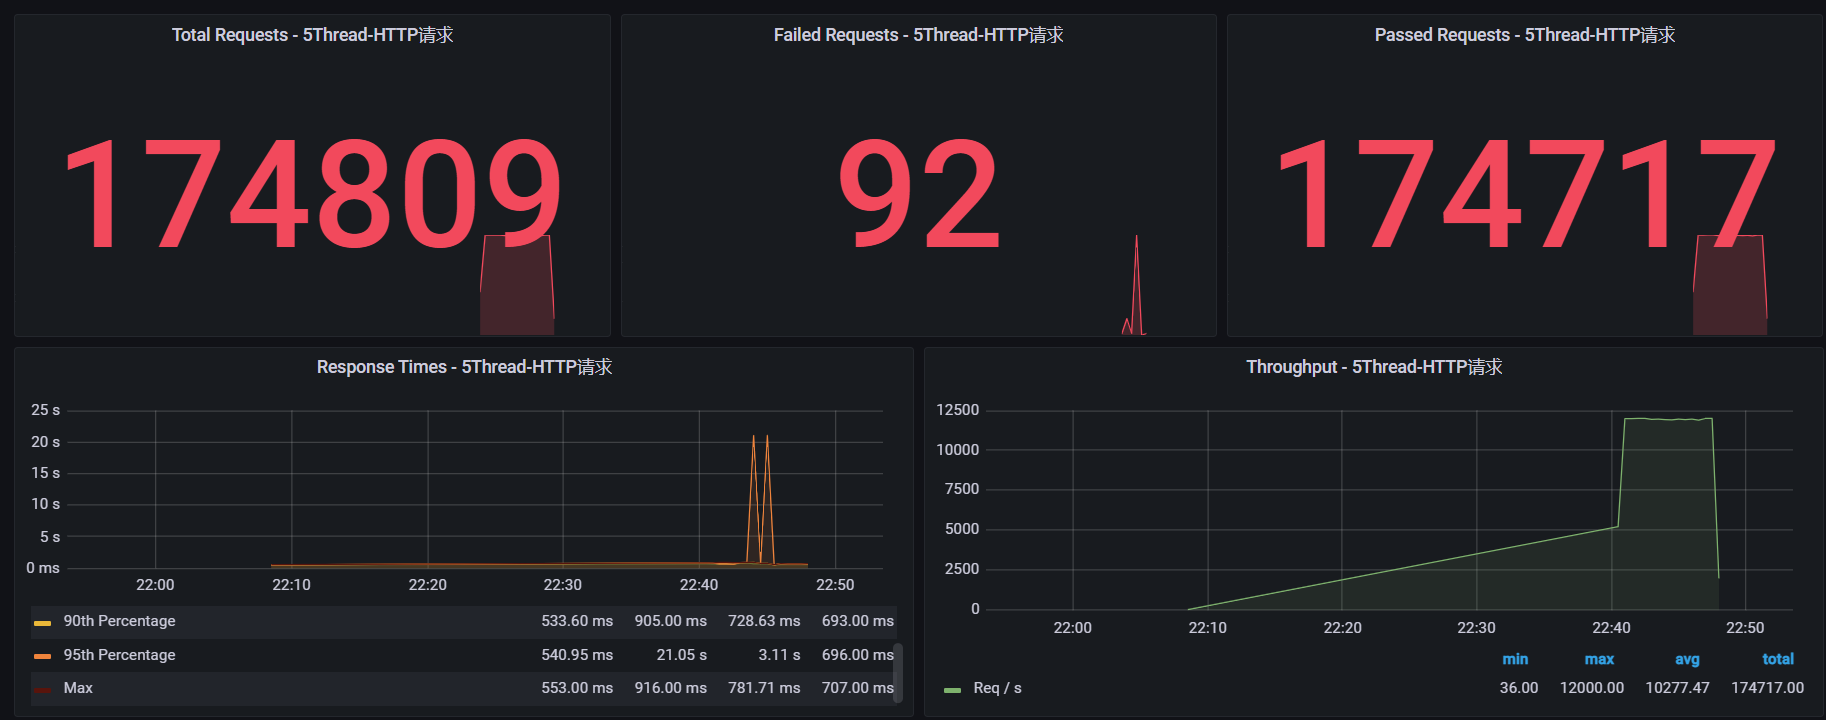 Total Requests - 5Thread-HTTP请求
174809
Failed Requests - 5Thread-HTTP请求
92
Passed Requests - 5Thread-HTTP请求
174717
Response Times - 5Thread-HTTP请求
25 s
20 s
15 s
10 s
5 s
0 ms
22:00 22:10 22:20 22:30 22:40 22:50
90th Percentage 533.60 ms 905.00 ms 728.63 ms 693.00 ms
95th Percentage 540.95 ms 21.05 s 3.11 s 696.00 ms
Max 553.00 ms 916.00 ms 781.71 ms 707.00 ms
Throughput - 5Thread-HTTP请求
12500
10000
7500
5000
2500
0
22:00 22:10 22:20 22:30 22:40 22:50
min max avg total
Req / s 36.00 12000.00 10277.47 174717.00